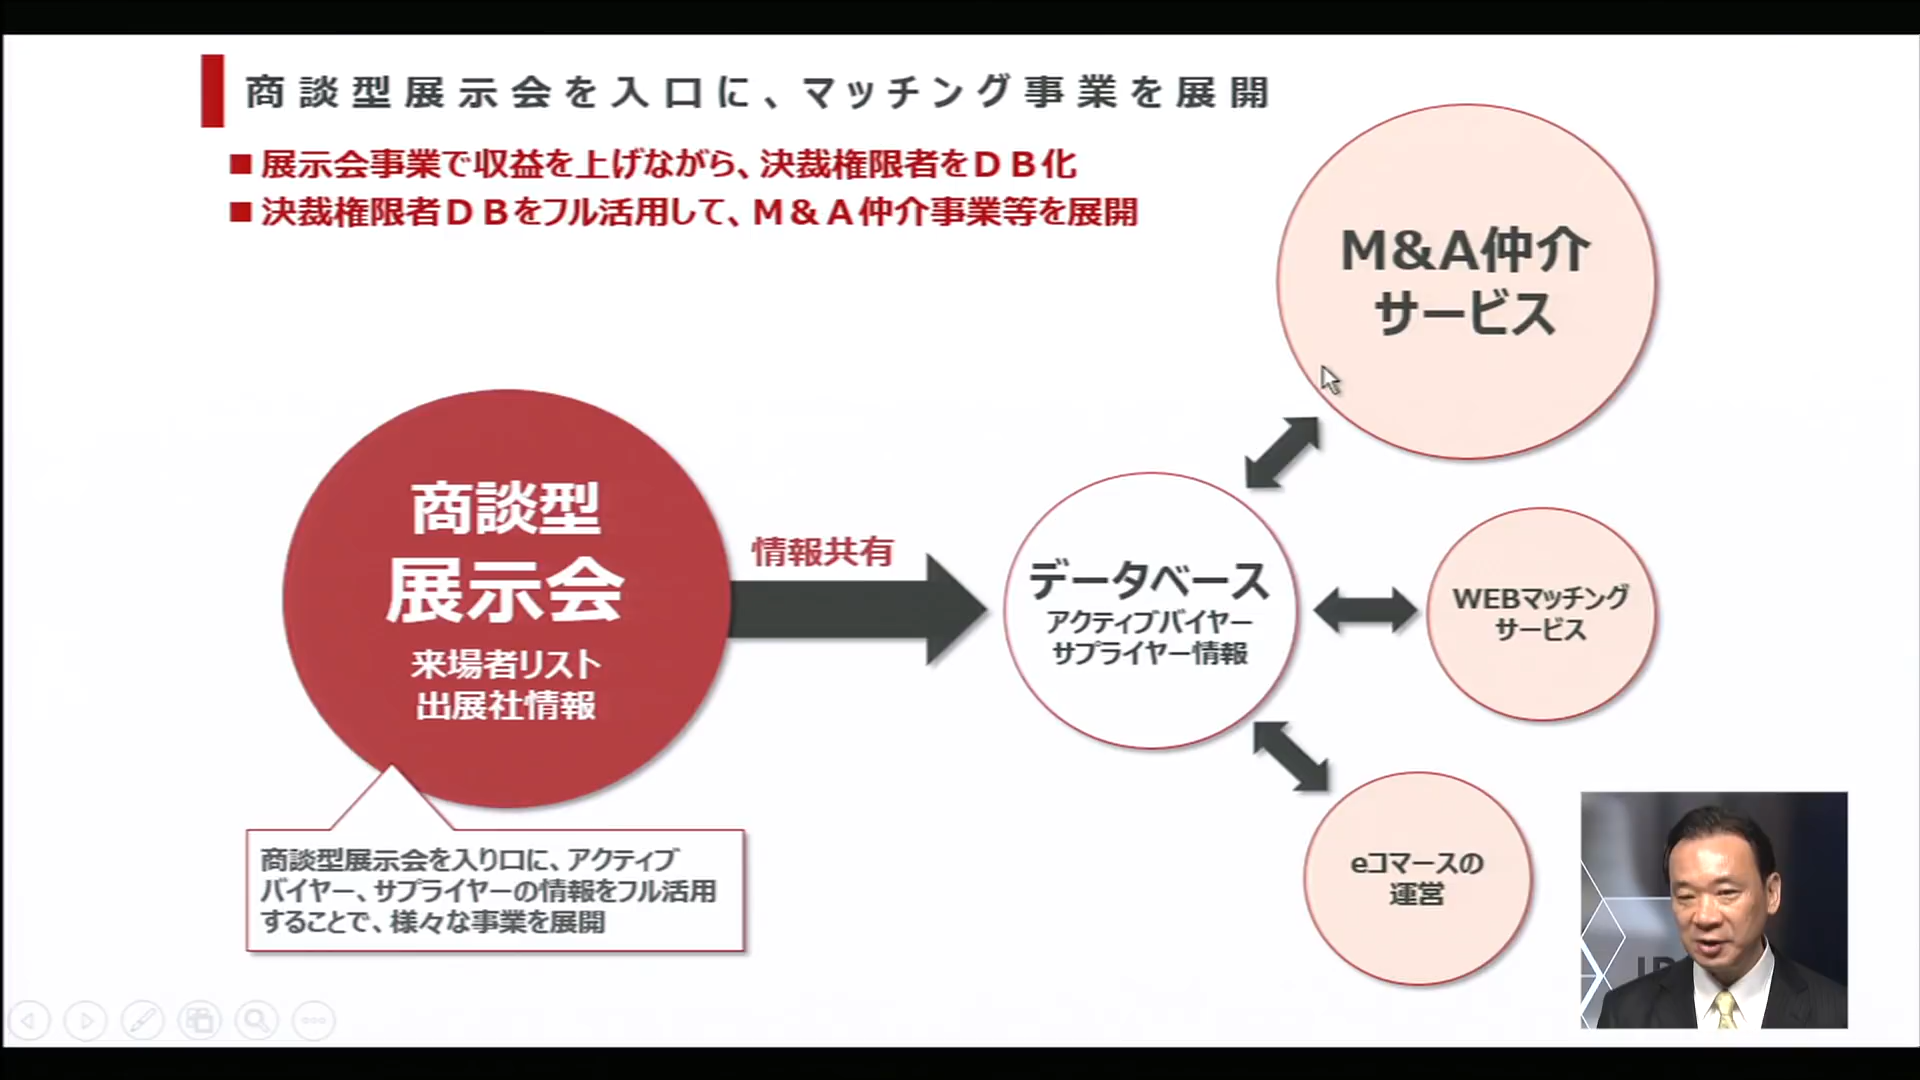 商談型展示会を入口に、マッチング事業を展開
■ 展示会事業で収益を上げながら、決裁権限者をＤＢ化
■ 決裁権限者ＤＢをフル活用して、Ｍ＆Ａ仲介事業等を展開
M&A仲介
サービス
商談型
展示会
来場者リスト
出展社情報
情報共有
データベース
アクティブバイヤー
サプライヤー情報
WEBマッチング
サービス
eコマースの
運営
商談型展示会を入り口に、アクティブ
バイヤー、サプライヤーの情報をフル活用
することで、様々な事業を展開